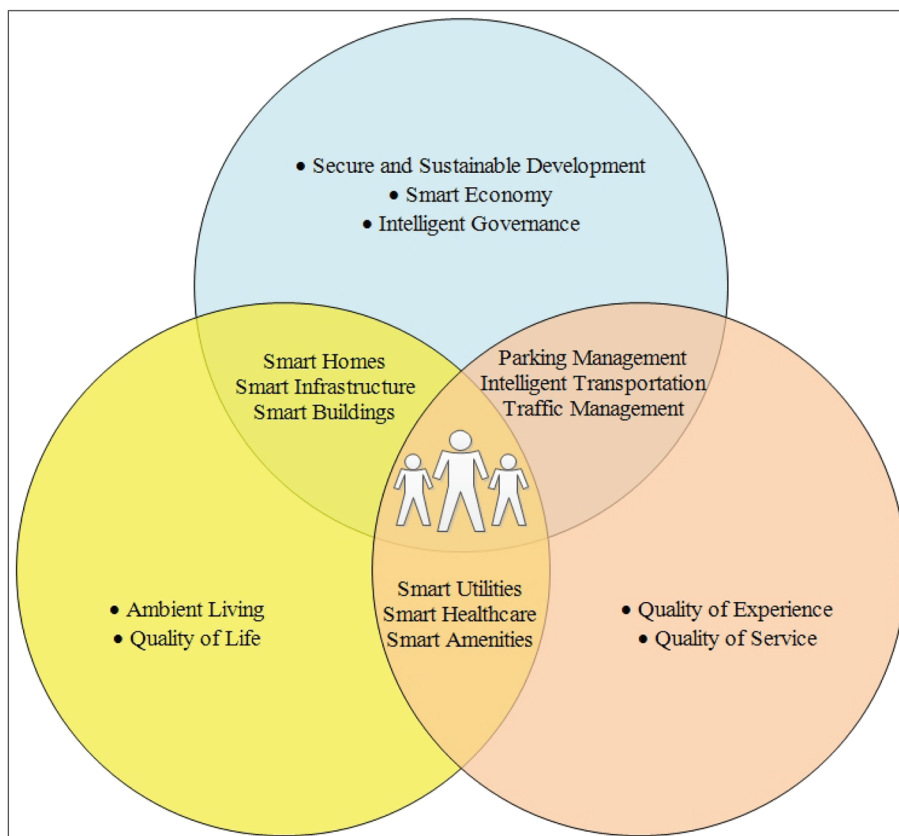 • Secure and Sustainable Development
• Smart Economy
• Intelligent Governance
Smart Homes
Smart Infrastructure
Smart Buildings
Parking Management
Intelligent Transportation
Traffic Management
Smart Utilities
Smart Healthcare
Smart Amenities
• Ambient Living
• Quality of Life
• Quality of Experience
• Quality of Service